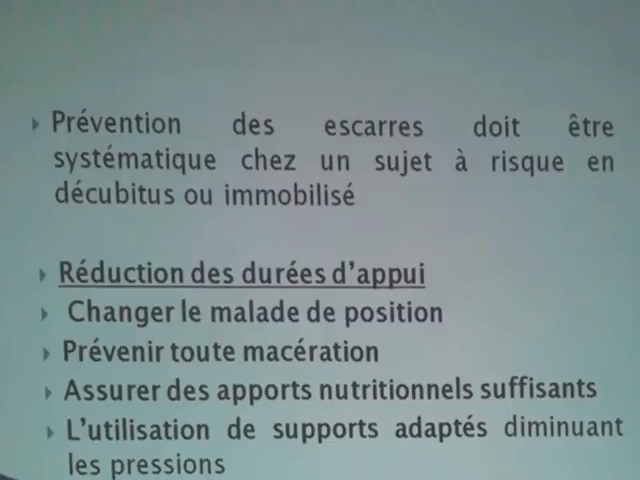 Prévention des escarres doit être
systématique chez un sujet à risque en
décubitus ou immobilisé
Réduction des durées d'appui
Changer le malade de position
Prévenir toute macération
Assurer des apports nutritionnels suffisants
L'utilisation de supports adaptés diminuant
les pressions